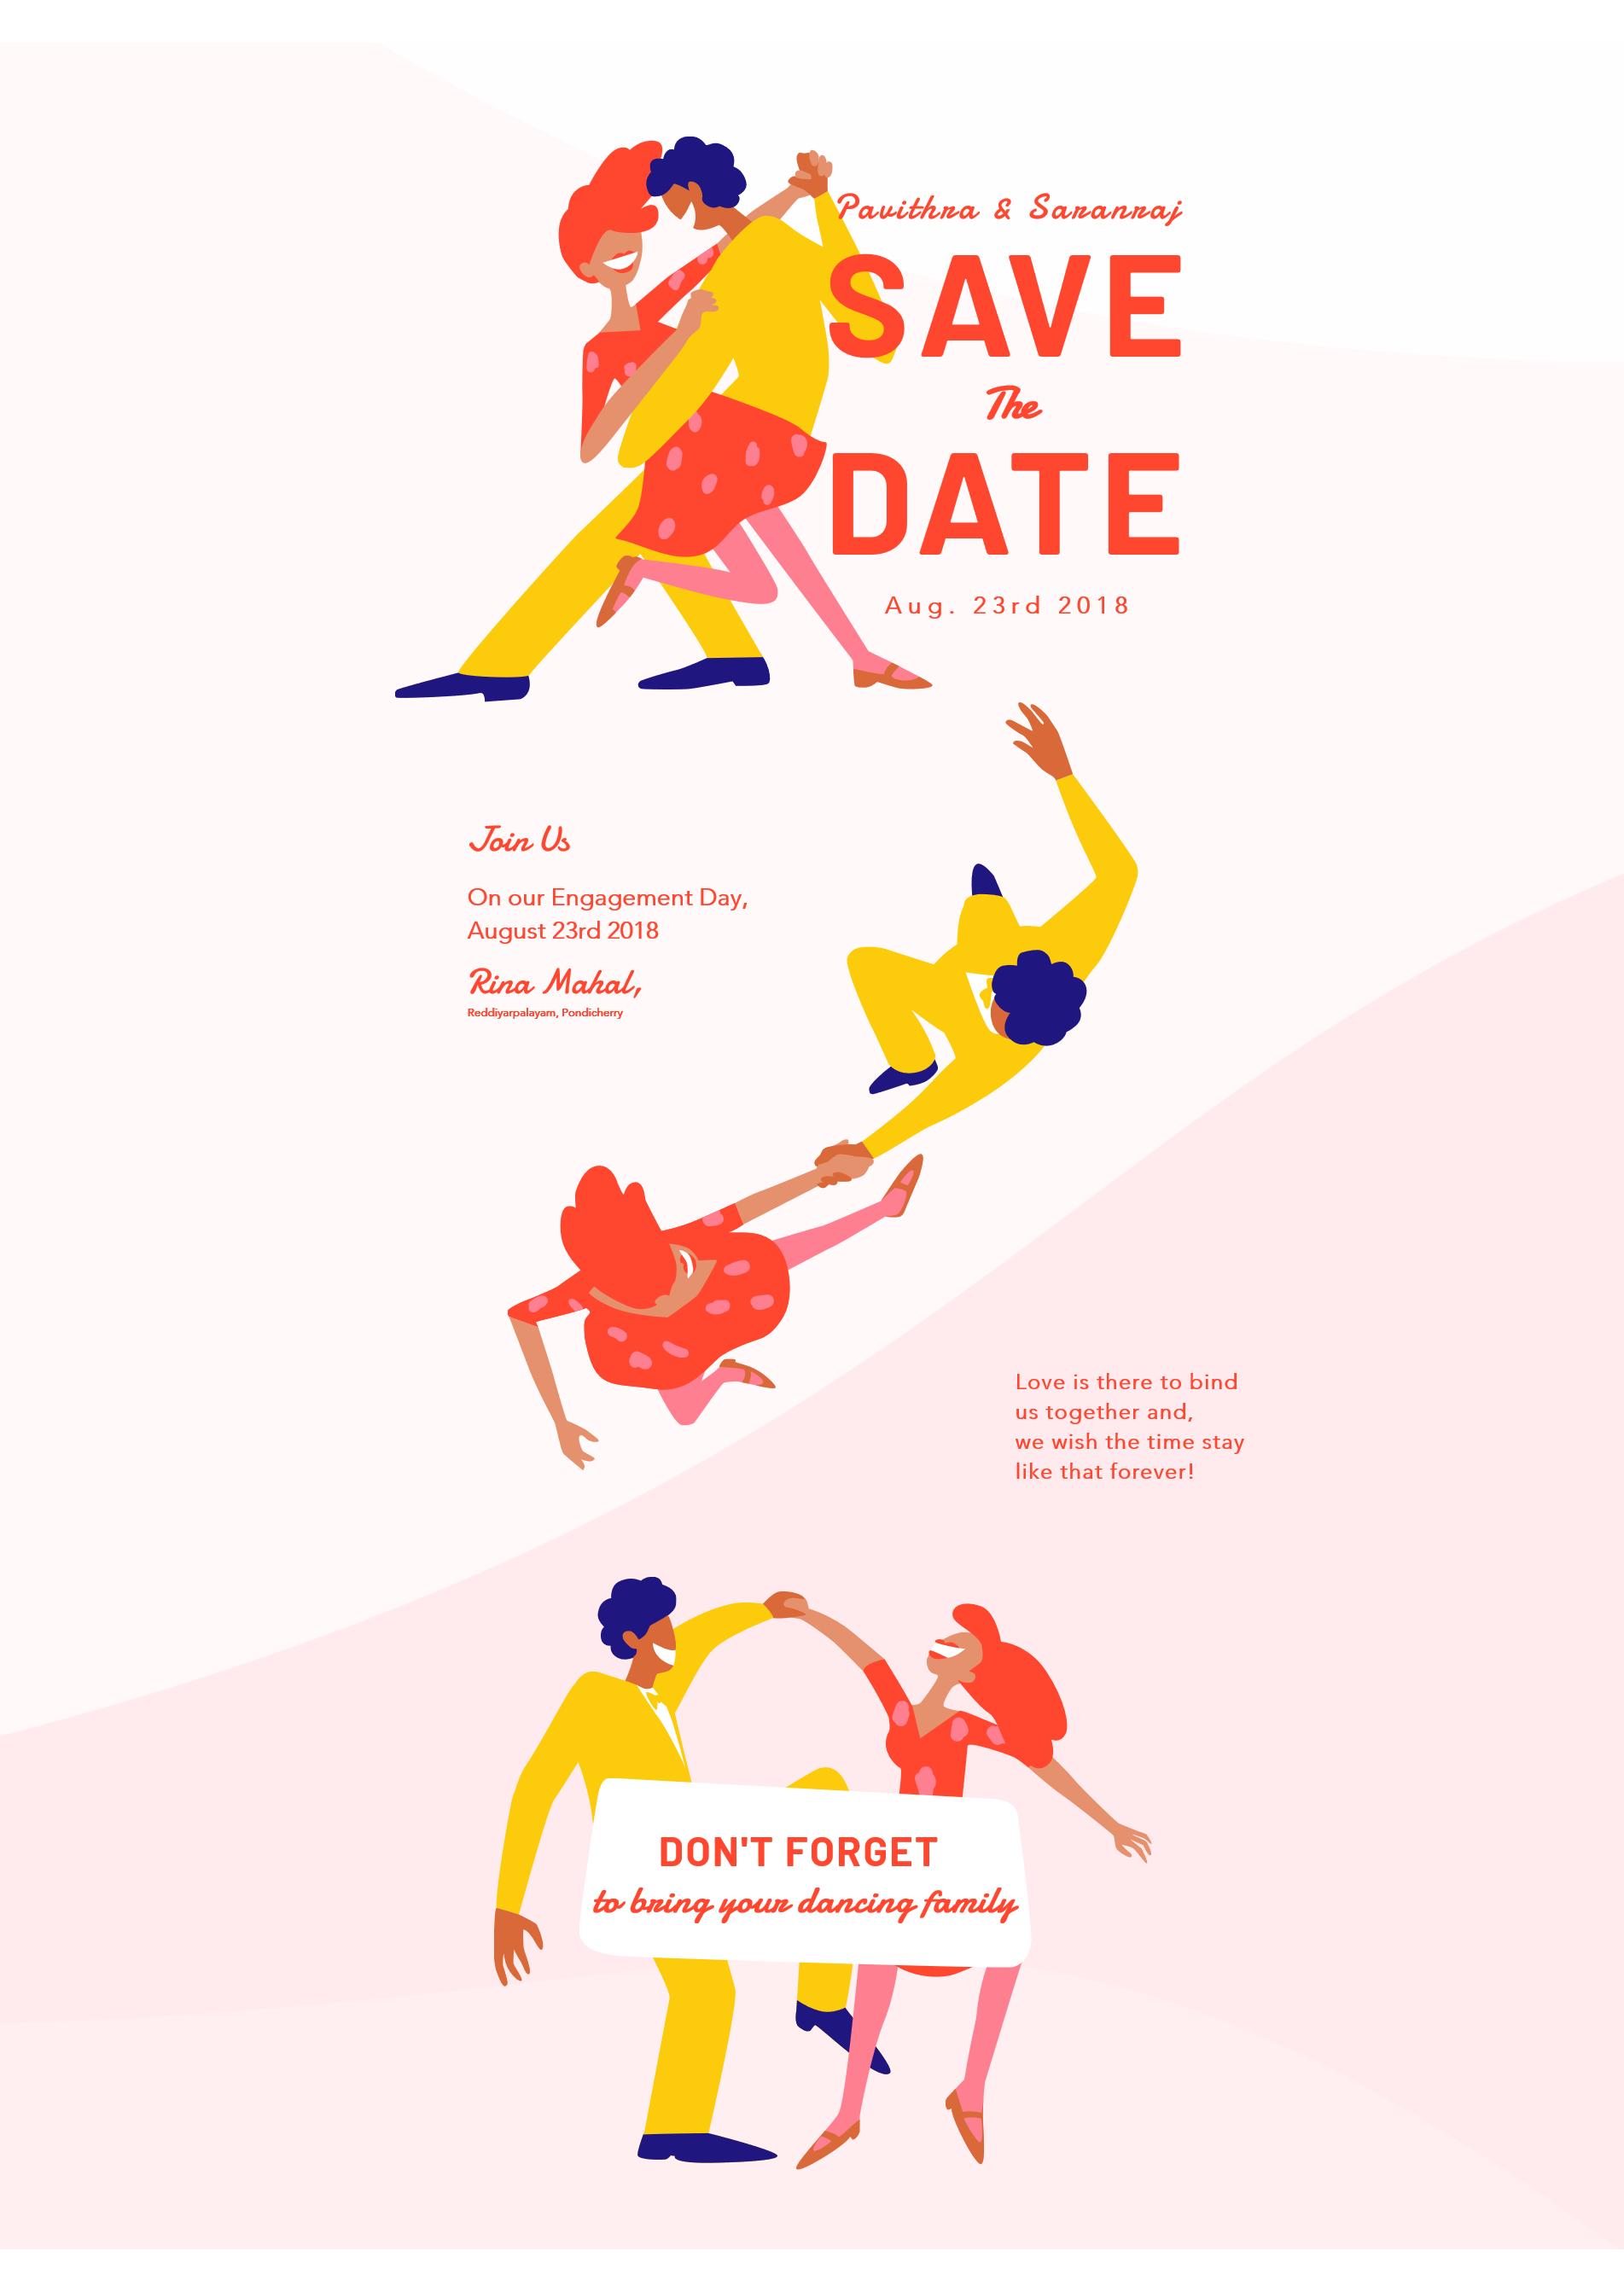 Pavithra & Saranraj
SAVE
The
DATE
Aug. 23rd 2018
Join Us
On our Engagement Day,
August 23rd 2018
Rina Mahal,
Reddiyarpalayam, Pondicherry
Love is there to bind
us together and,
we wish the time stay
like that forever!
DON'T FORGET
to bring your dancing family